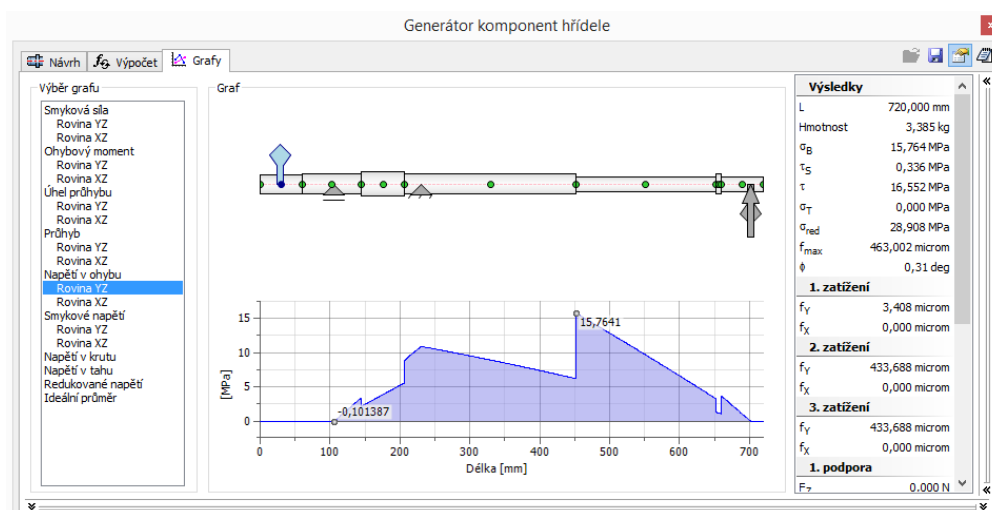 Generátor komponent hřídele
x
Návrh
fG Výpočet
Grafy
Výběr grafu
Smyková síla
Rovina YZ
Rovina XZ
Ohybový moment
Rovina YZ
Rovina XZ
Úhel průhybu
Rovina YZ
Rovina XZ
Průhyb
Rovina YZ
Rovina XZ
Napětí v ohybu
Rovina YZ
Rovina XZ
Smykové napětí
Rovina YZ
Rovina XZ
Napětí v krutu
Napětí v tahu
Redukované napětí
Ideální průměr
Graf
15
10
5
0
[MPa]
15,7641
-0,101387
0 100 200 300 400 500 600 700
Délka [mm]
Výsledky
L 720,000 mm
Hmotnost 3,385 kg
σB 15,764 MPa
τS 0,336 MPa
τ 16,552 MPa
σT 0,000 MPa
σred 28,908 MPa
fmax 463,002 microm
ϕ 0,31 deg
1. zatížení
fY 3,408 microm
fX 0,000 microm
2. zatížení
fY 433,688 microm
fX 0,000 microm
3. zatížení
fY 433,688 microm
fX 0,000 microm
1. podpora
0.000 N